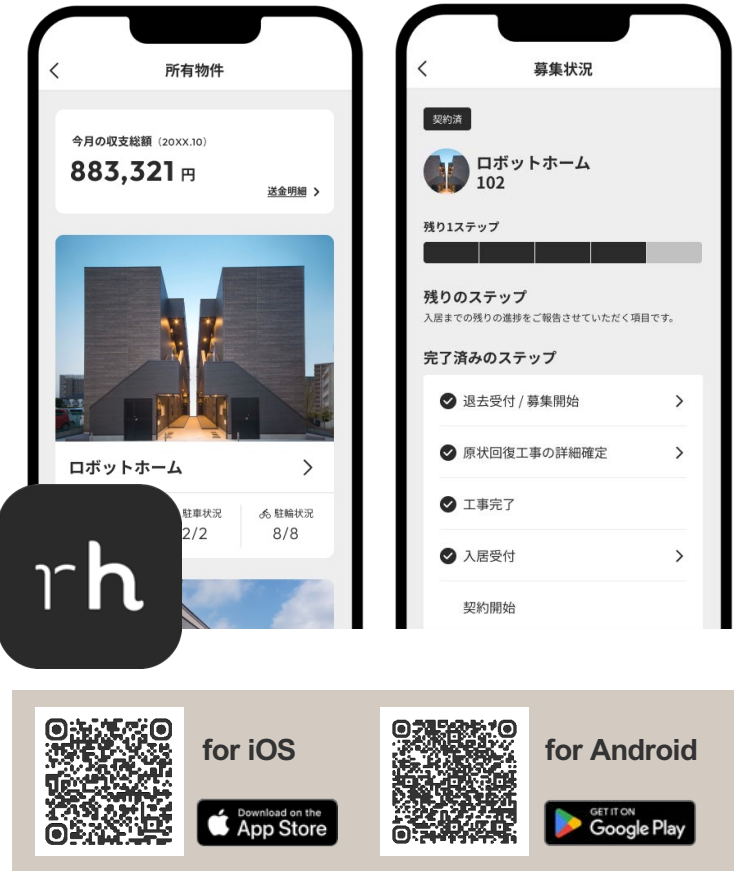 所有物件
今月の収支総額（20XX.10）
883,321 円
送金明細
ロボットホーム
駐車状況
2/2
駐輪状況
8/8
rh
募集状況
契約済
ロボットホーム
102
残り1ステップ
残りのステップ
入居までの残りの進捗をご報告させていただく項目です。
完了済みのステップ
退去受付 / 募集開始
原状回復工事の詳細確定
工事完了
入居受付
契約開始
for iOS
Download on the
App Store
for Android
GET IT ON
Google Play